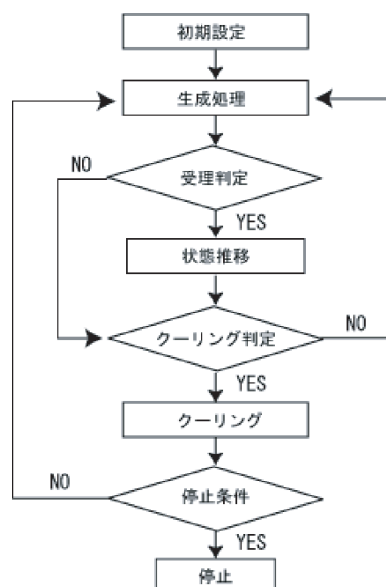 初期設定
生成処理
NO
受理判定
YES
状態推移
クーリング判定
NO
YES
クーリング
NO
停止条件
YES
停止